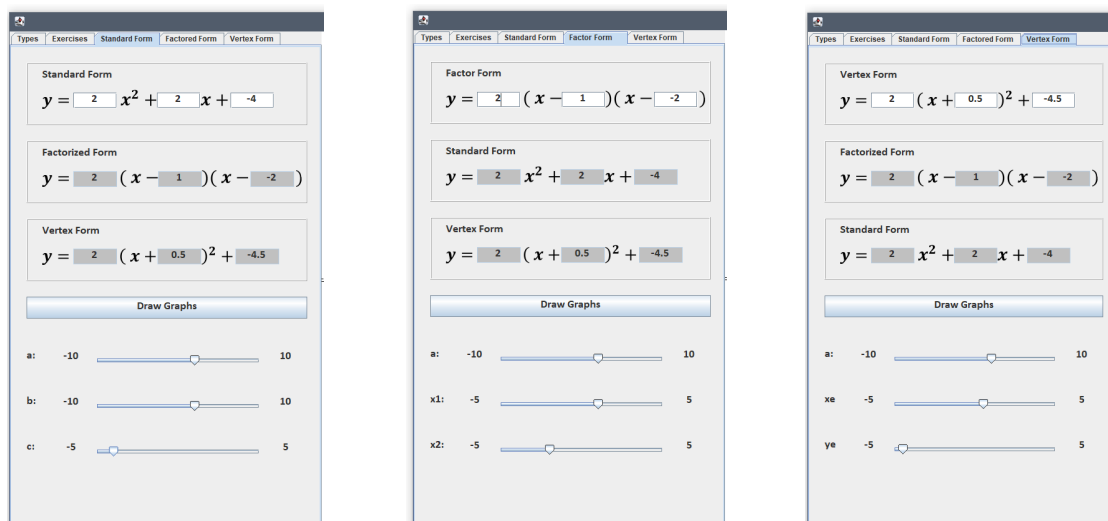 Types Exercises Standard Form Factored Form Vertex Form
Standard Form
y = 2 x² + 2 x + -4
Factorized Form
y = 2 ( x − 1 )( x − -2 )
Vertex Form
y = 2 ( x + 0.5 )² + -4.5
Draw Graphs
a: -10 10
b: -10 10
c: -5 5
Types Exercises Standard Form Factor Form Vertex Form
Factor Form
y = 2 ( x − 1 )( x − -2 )
Standard Form
y = 2 x² + 2 x + -4
Vertex Form
y = 2 ( x + 0.5 )² + -4.5
Draw Graphs
a: -10 10
x1: -5 5
x2: -5 5
Types Exercises Standard Form Factored Form Vertex Form
Vertex Form
y = 2 ( x + 0.5 )² + -4.5
Factorized Form
y = 2 ( x − 1 )( x − -2 )
Standard Form
y = 2 x² + 2 x + -4
Draw Graphs
a: -10 10
xe -5 5
ye -5 5